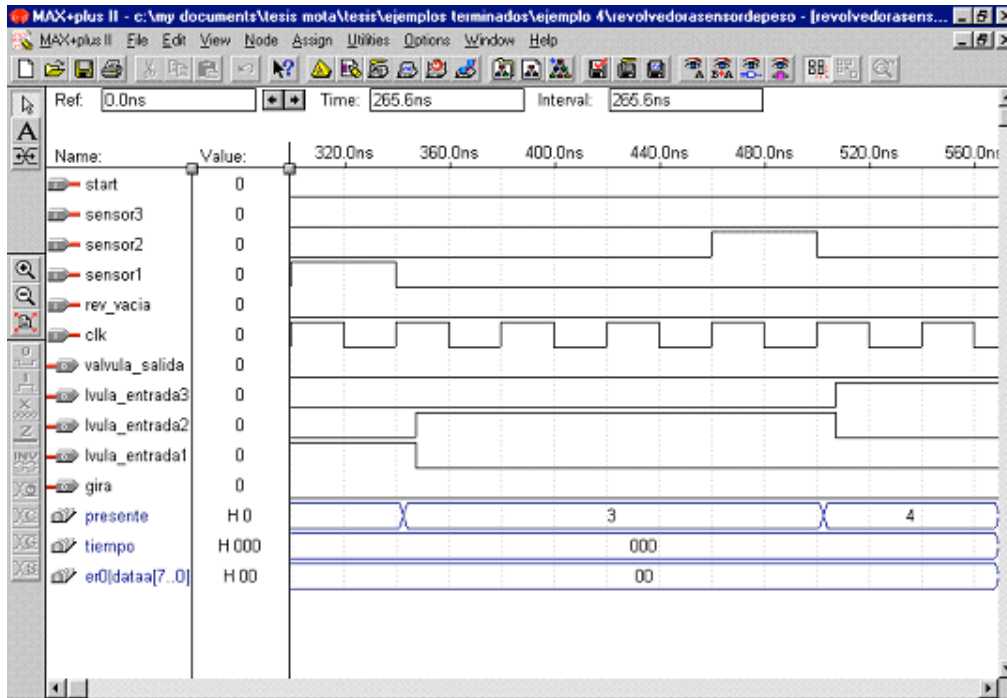 MAX+plus II - c:\my documents\tesis mota\tesis\ejemplos terminados\ejemplo 4\revolvedorasensordepeso - [revolvedorasens...
MAX+plus II File Edit View Node Assign Utilities Options Window Help
Ref: 0.0ns Time: 265.6ns Interval: 265.6ns
A
Name: Value: 320.0ns 360.0ns 400.0ns 440.0ns 480.0ns 520.0ns 560.0n
start 0
sensor3 0
sensor2 0
sensor1 0
rev_vacia 0
clk 0
valvula_salida 0
lvula_entrada3 0
lvula_entrada2 0
lvula_entrada1 0
gira 0
presente H 0 3 4
tiempo H 000 000
er0|dataa[7..0] H 00 00